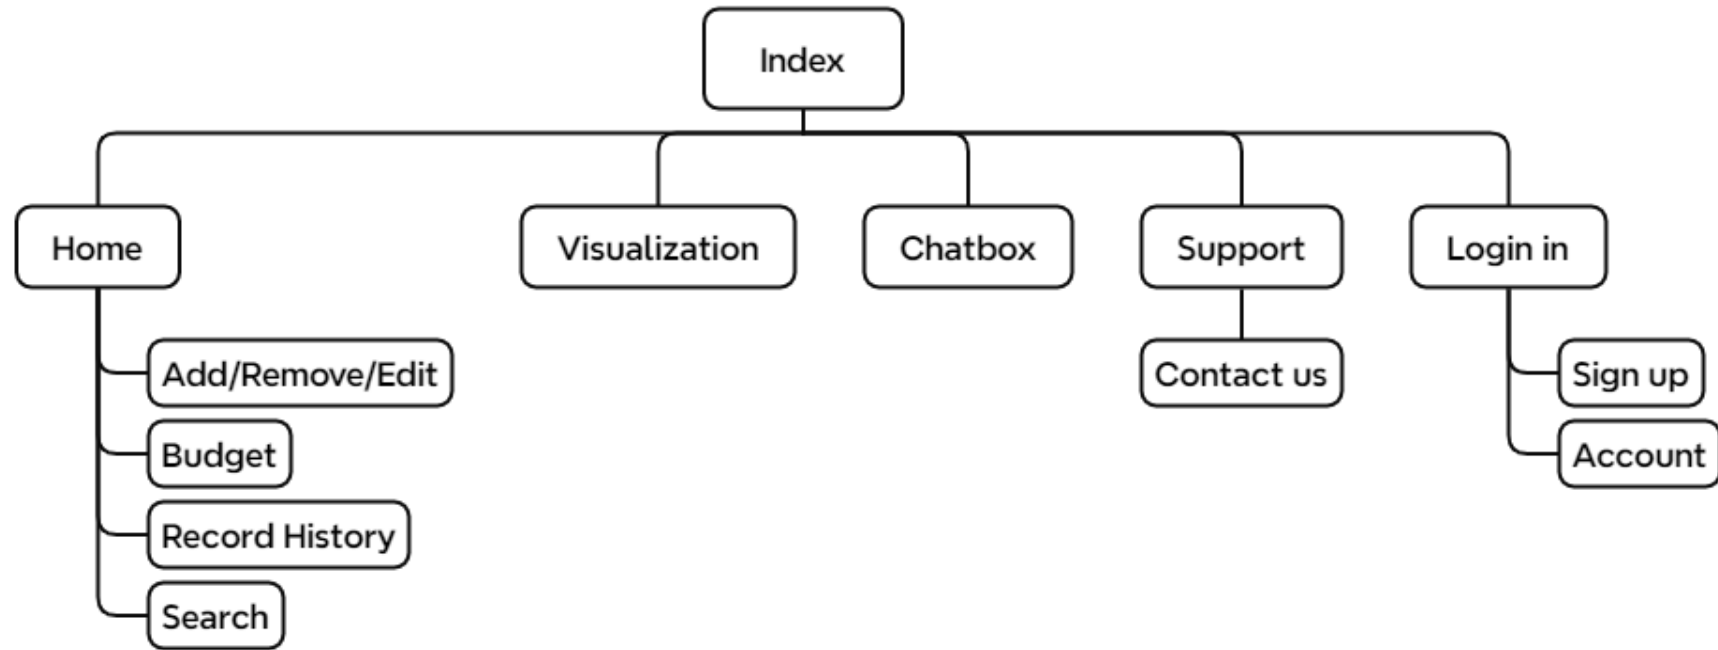 Index
Home
Visualization
Chatbox
Support
Login in
Add/Remove/Edit
Contact us
Sign up
Budget
Account
Record History
Search